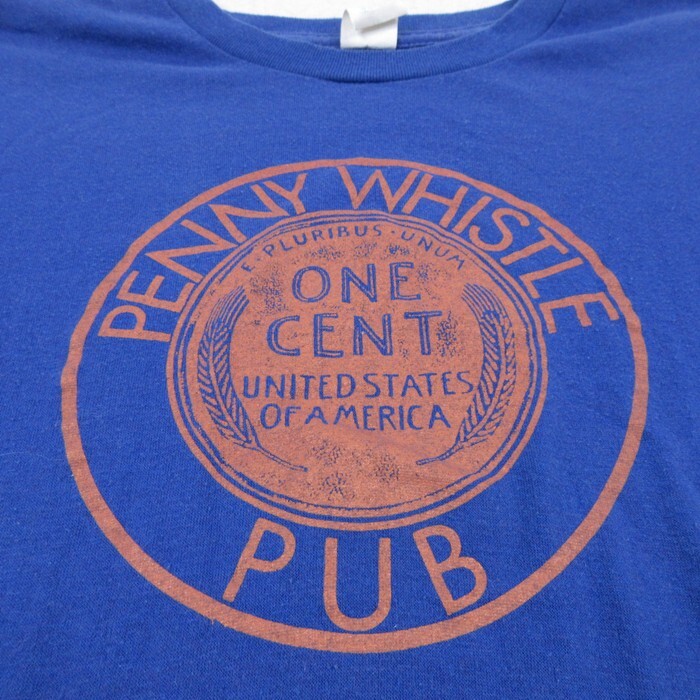 PENNY WHISTLE
E·PLURIBUS·UNUM
ONE
CENT
UNITED STATES
OF AMERICA
PUB